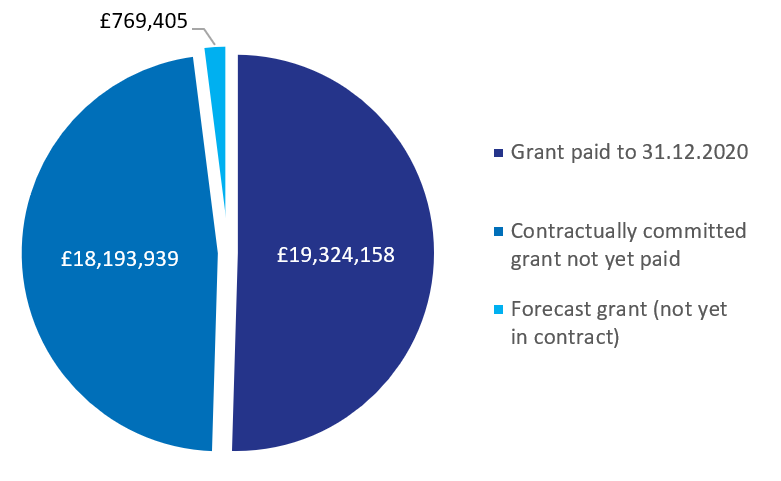 £769,405
£18,193,939
£19,324,158
Grant paid to 31.12.2020
Contractually committed
grant not yet paid
Forecast grant (not yet
in contract)